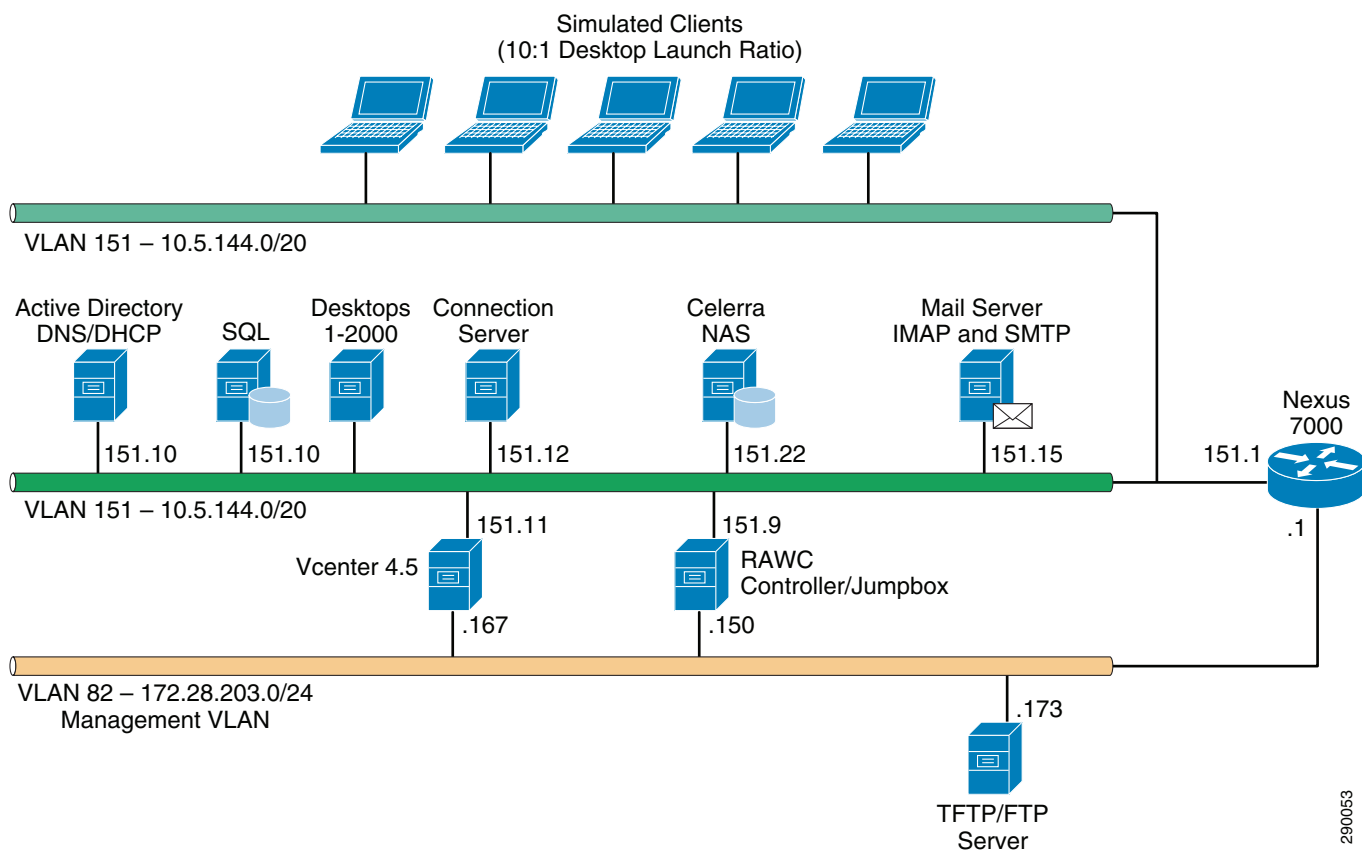 Simulated Clients
(10:1 Desktop Launch Ratio)
VLAN 151 – 10.5.144.0/20
Active Directory
DNS/DHCP
SQL
Desktops
1-2000
Connection
Server
Celerra
NAS
Mail Server
IMAP and SMTP
Nexus
7000
151.10
151.10
151.12
151.22
151.15
151.1
VLAN 151 – 10.5.144.0/20
151.11
151.9
.1
Vcenter 4.5
RAWC
Controller/Jumpbox
.167
.150
VLAN 82 – 172.28.203.0/24
Management VLAN
.173
TFTP/FTP
Server
290053